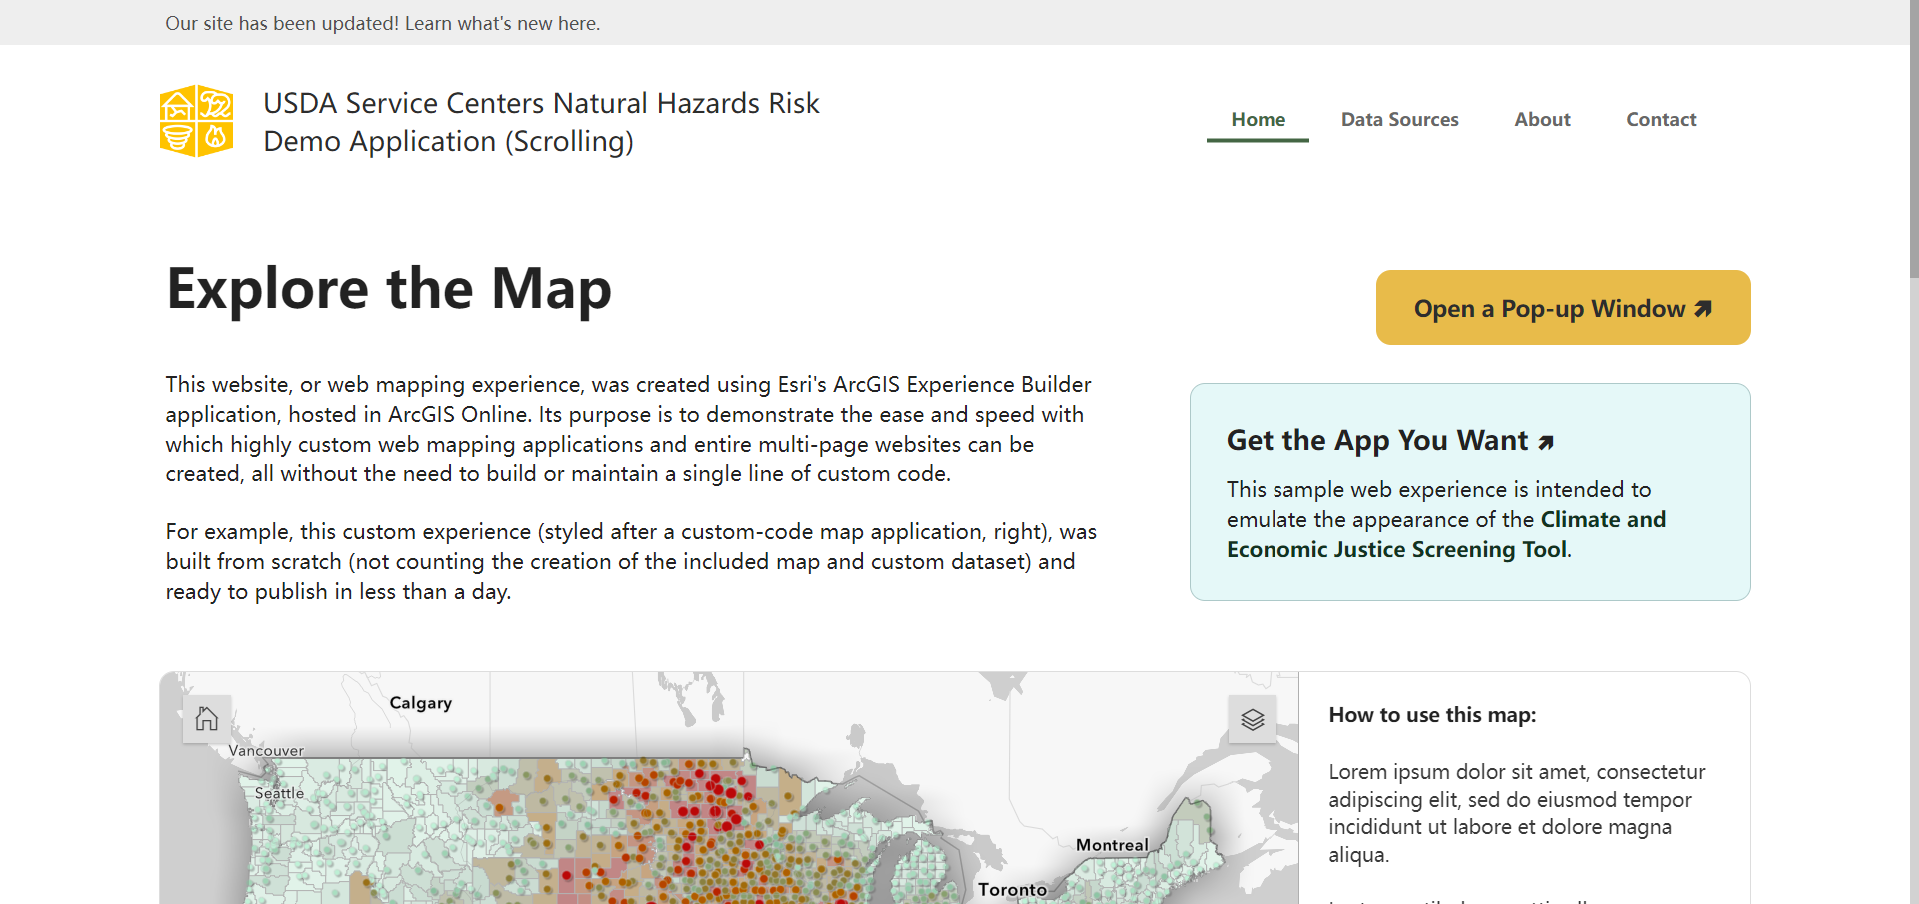 Our site has been updated! Learn what's new here.
USDA Service Centers Natural Hazards Risk
Demo Application (Scrolling)
Home
Data Sources
About
Contact
Explore the Map
Open a Pop-up Window
This website, or web mapping experience, was created using Esri's ArcGIS Experience Builder
application, hosted in ArcGIS Online. Its purpose is to demonstrate the ease and speed with
which highly custom web mapping applications and entire multi-page websites can be
created, all without the need to build or maintain a single line of custom code.
For example, this custom experience (styled after a custom-code map application, right), was
built from scratch (not counting the creation of the included map and custom dataset) and
ready to publish in less than a day.
Get the App You Want
This sample web experience is intended to
emulate the appearance of the Climate and
Economic Justice Screening Tool.
Calgary
Vancouver
Seattle
Montreal
Toronto
How to use this map:
Lorem ipsum dolor sit amet, consectetur
adipiscing elit, sed do eiusmod tempor
incididunt ut labore et dolore magna
aliqua.